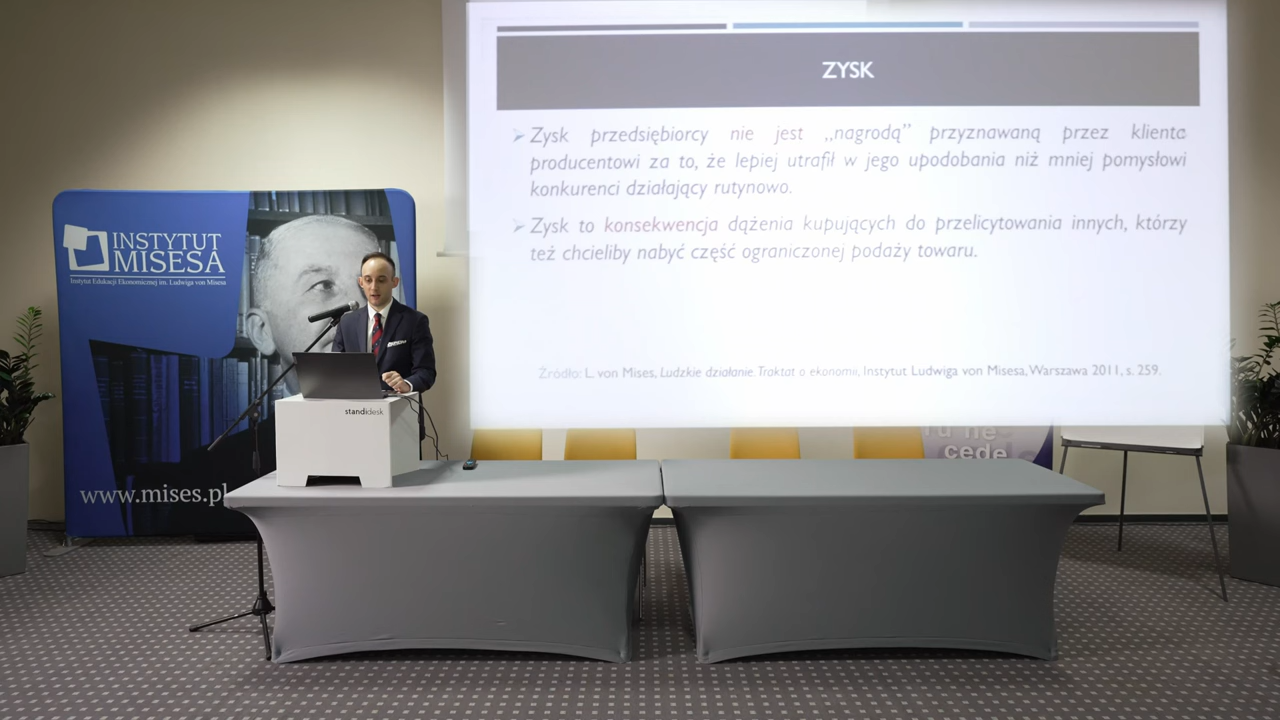 ZYSK
Zysk przedsiębiorcy nie jest „nagrodą” przyznawaną przez klienta
producentowi za to, że lepiej utrafił w jego upodobania niż mniej pomysłowi
konkurenci działający rutynowo.
Zysk to konsekwencja dążenia kupujących do przelicytowania innych, którzy
też chcieliby nabyć część ograniczonej podaży towaru.
Źródło: L. von Mises, Ludzkie działanie. Traktat o ekonomii, Instytut Ludwiga von Misesa, Warszawa 2011, s. 259.
INSTYTUT
MISESA
Instytut Edukacji Ekonomicznej im. Ludwiga von Misesa
www.mises.pl
standidesk
Tu ne
cede